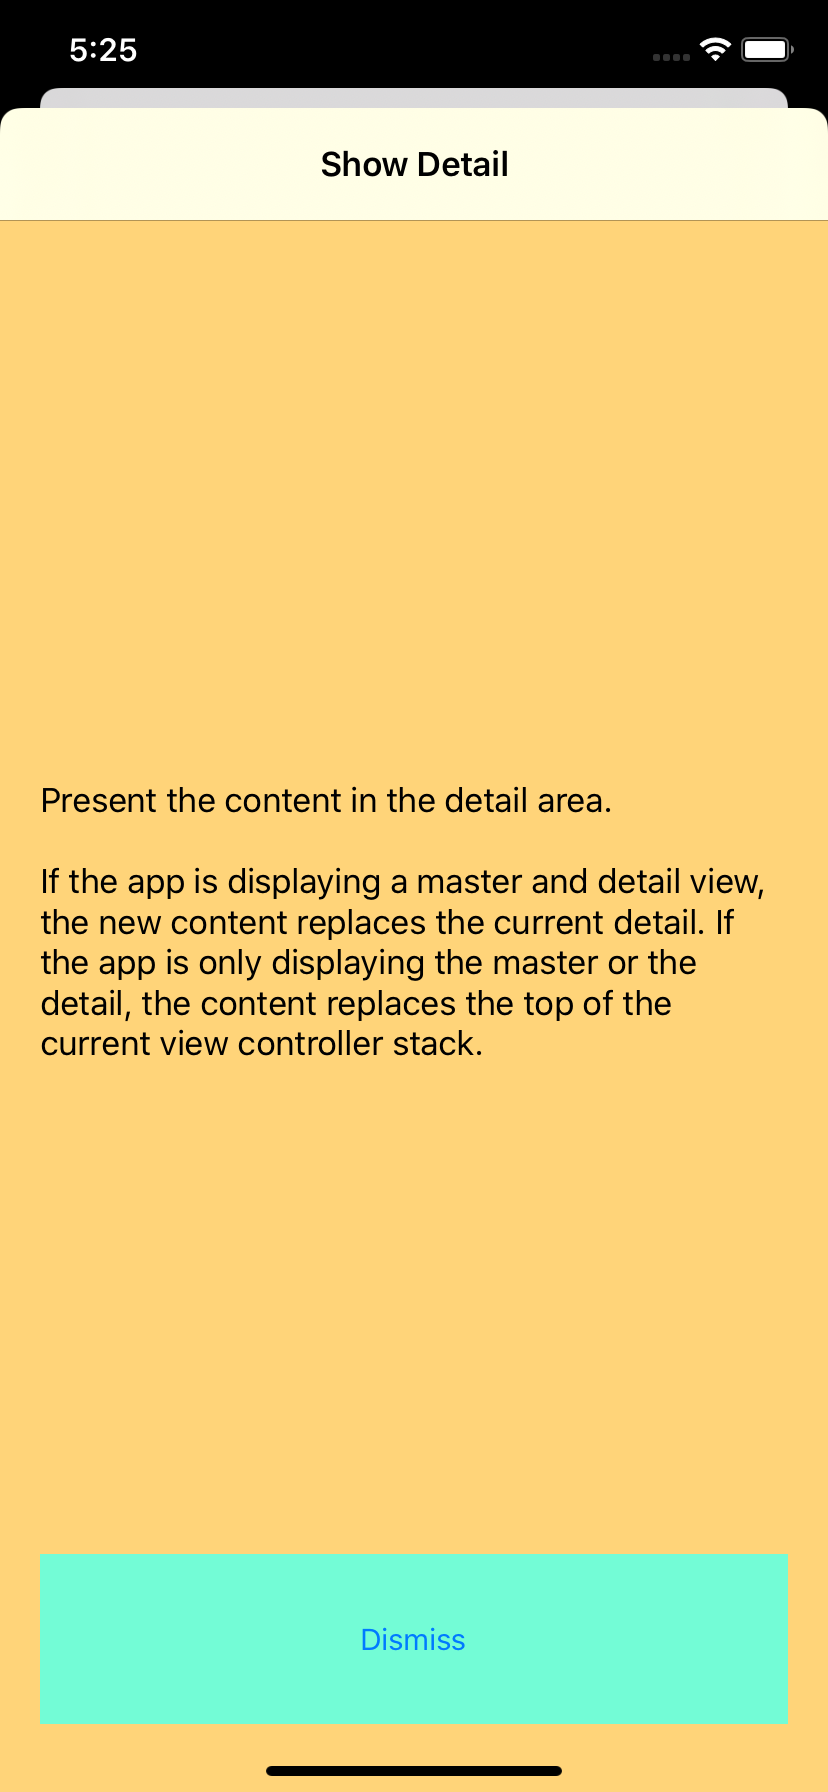 5:25
Show Detail
Present the content in the detail area.
If the app is displaying a master and detail view,
the new content replaces the current detail. If
the app is only displaying the master or the
detail, the content replaces the top of the
current view controller stack.
Dismiss